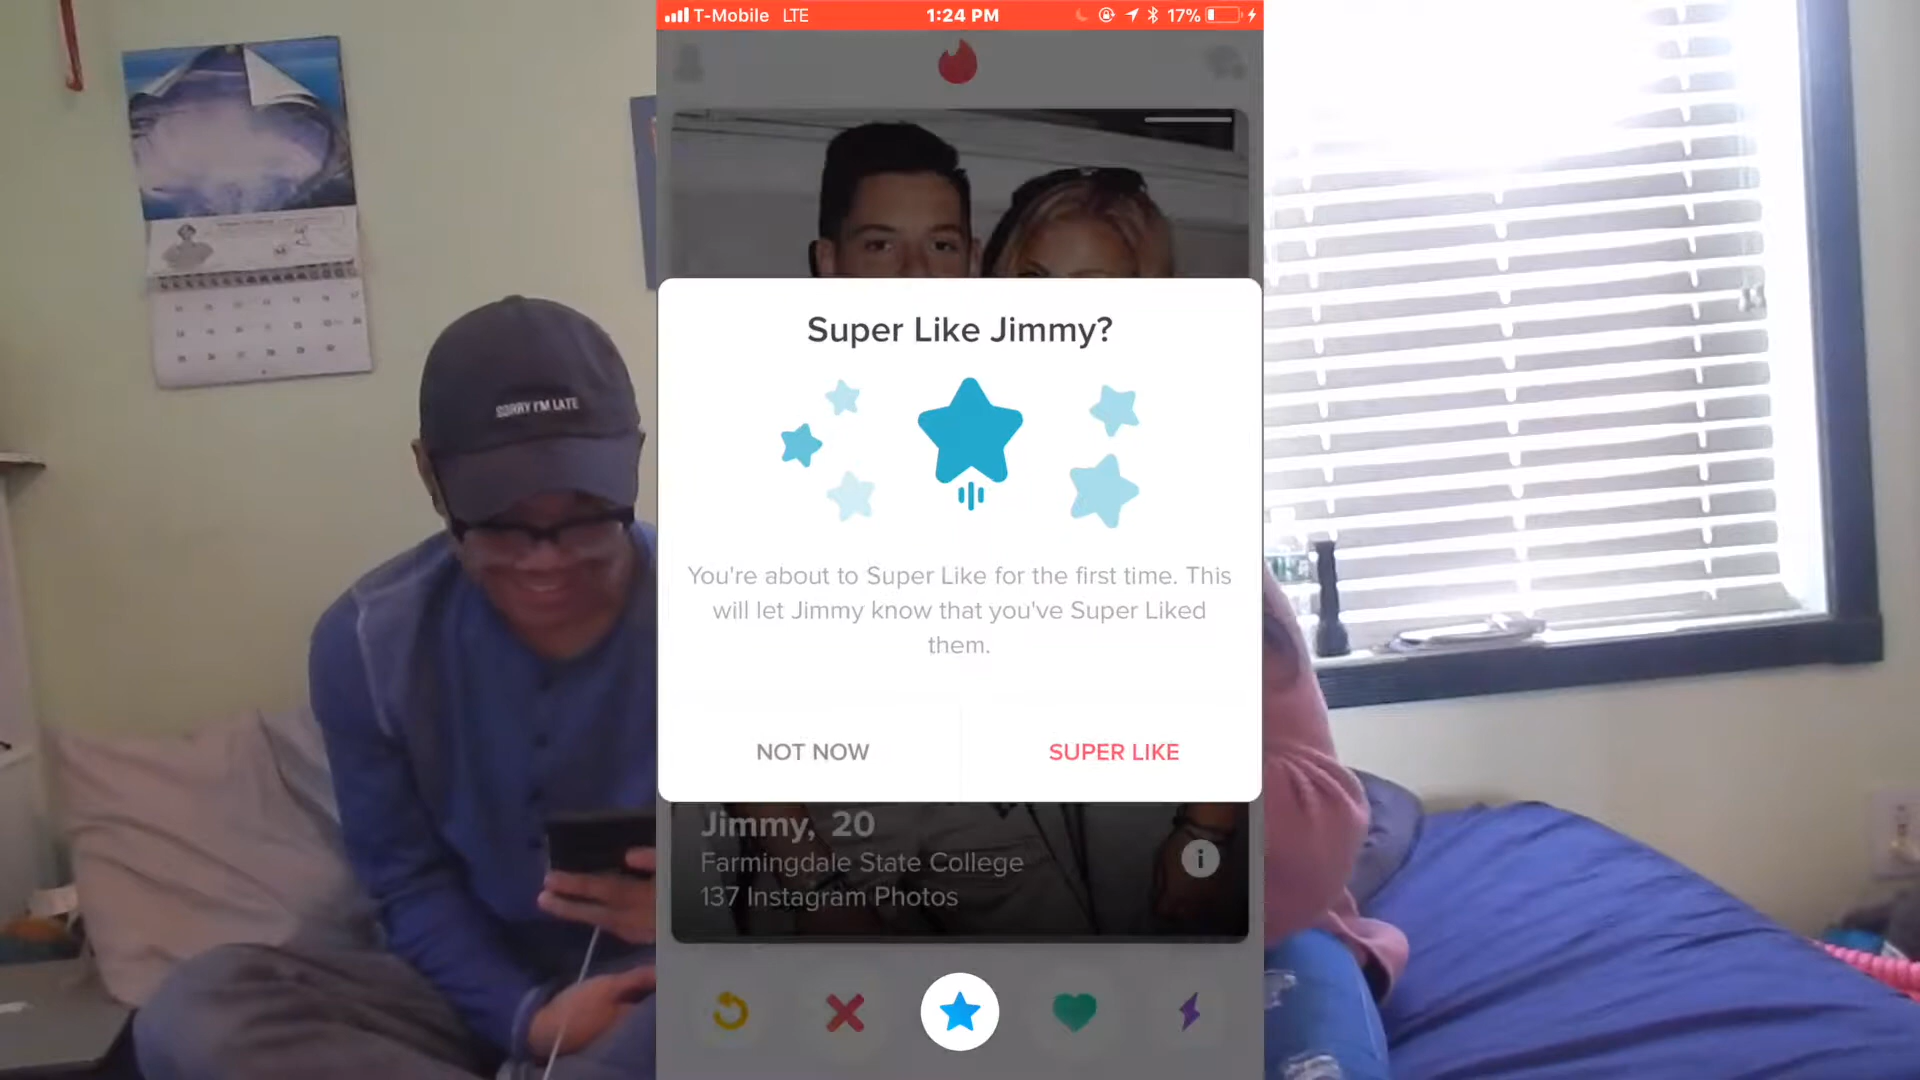 T-Mobile LTE 1:24 PM 17%
SORRY I'M LATE
Super Like Jimmy?
You're about to Super Like for the first time. This
will let Jimmy know that you've Super Liked
them.
NOT NOW SUPER LIKE
Jimmy, 20
Farmingdale State College
137 Instagram Photos